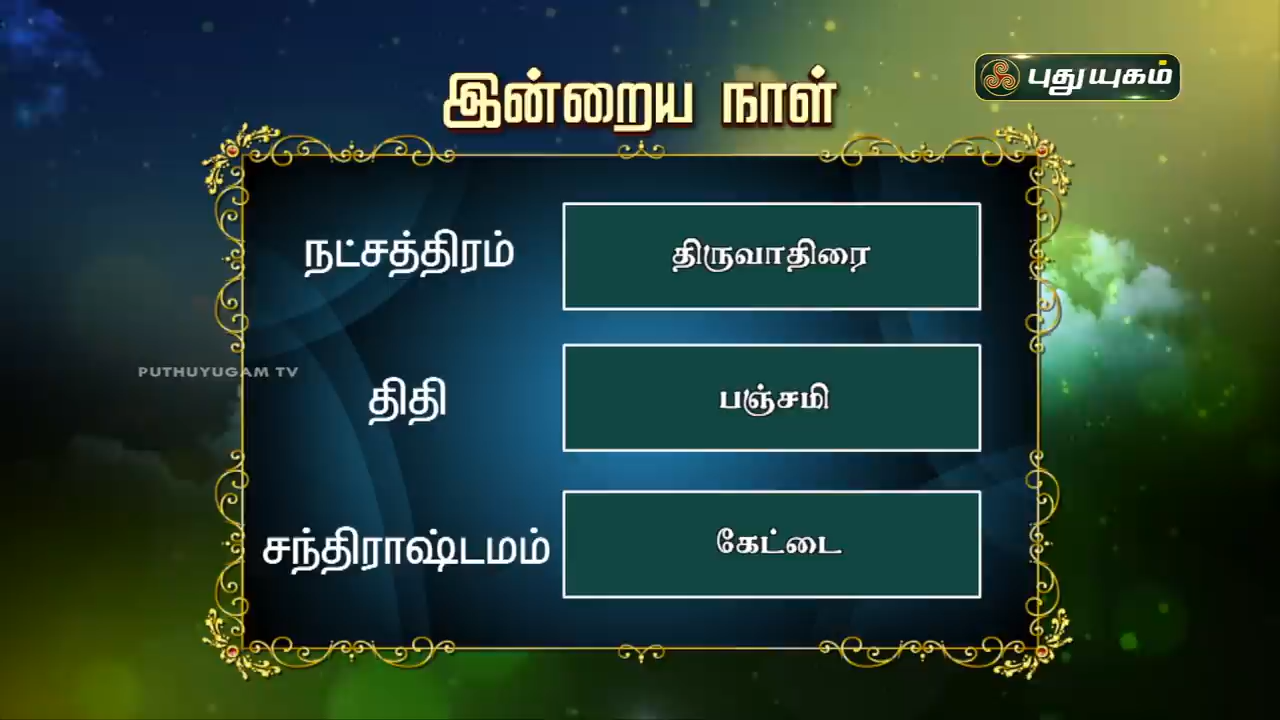 புதுயுகம்
இன்றைய நாள்
நட்சத்திரம் திருவாதிரை
PUTHUYUGAM TV
திதி பஞ்சமி
சந்திராஷ்டமம் கேட்டை